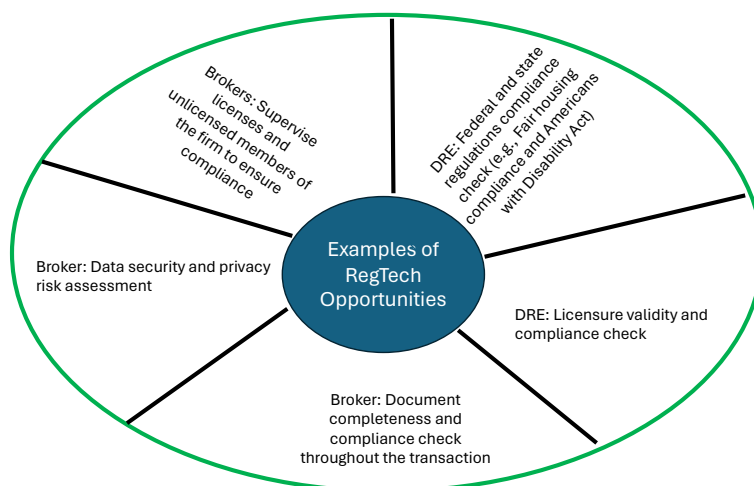 Brokers: Supervise
licenses and
unlicensed members of
the firm to ensure
compliance
DRE: Federal and state
regulations compliance
check (e.g., Fair housing
compliance and Americans
with Disability Act)
Examples of
RegTech
Opportunities
Broker: Data security and privacy
risk assessment
DRE: Licensure validity and
compliance check
Broker: Document
completeness and
compliance check
throughout the transaction